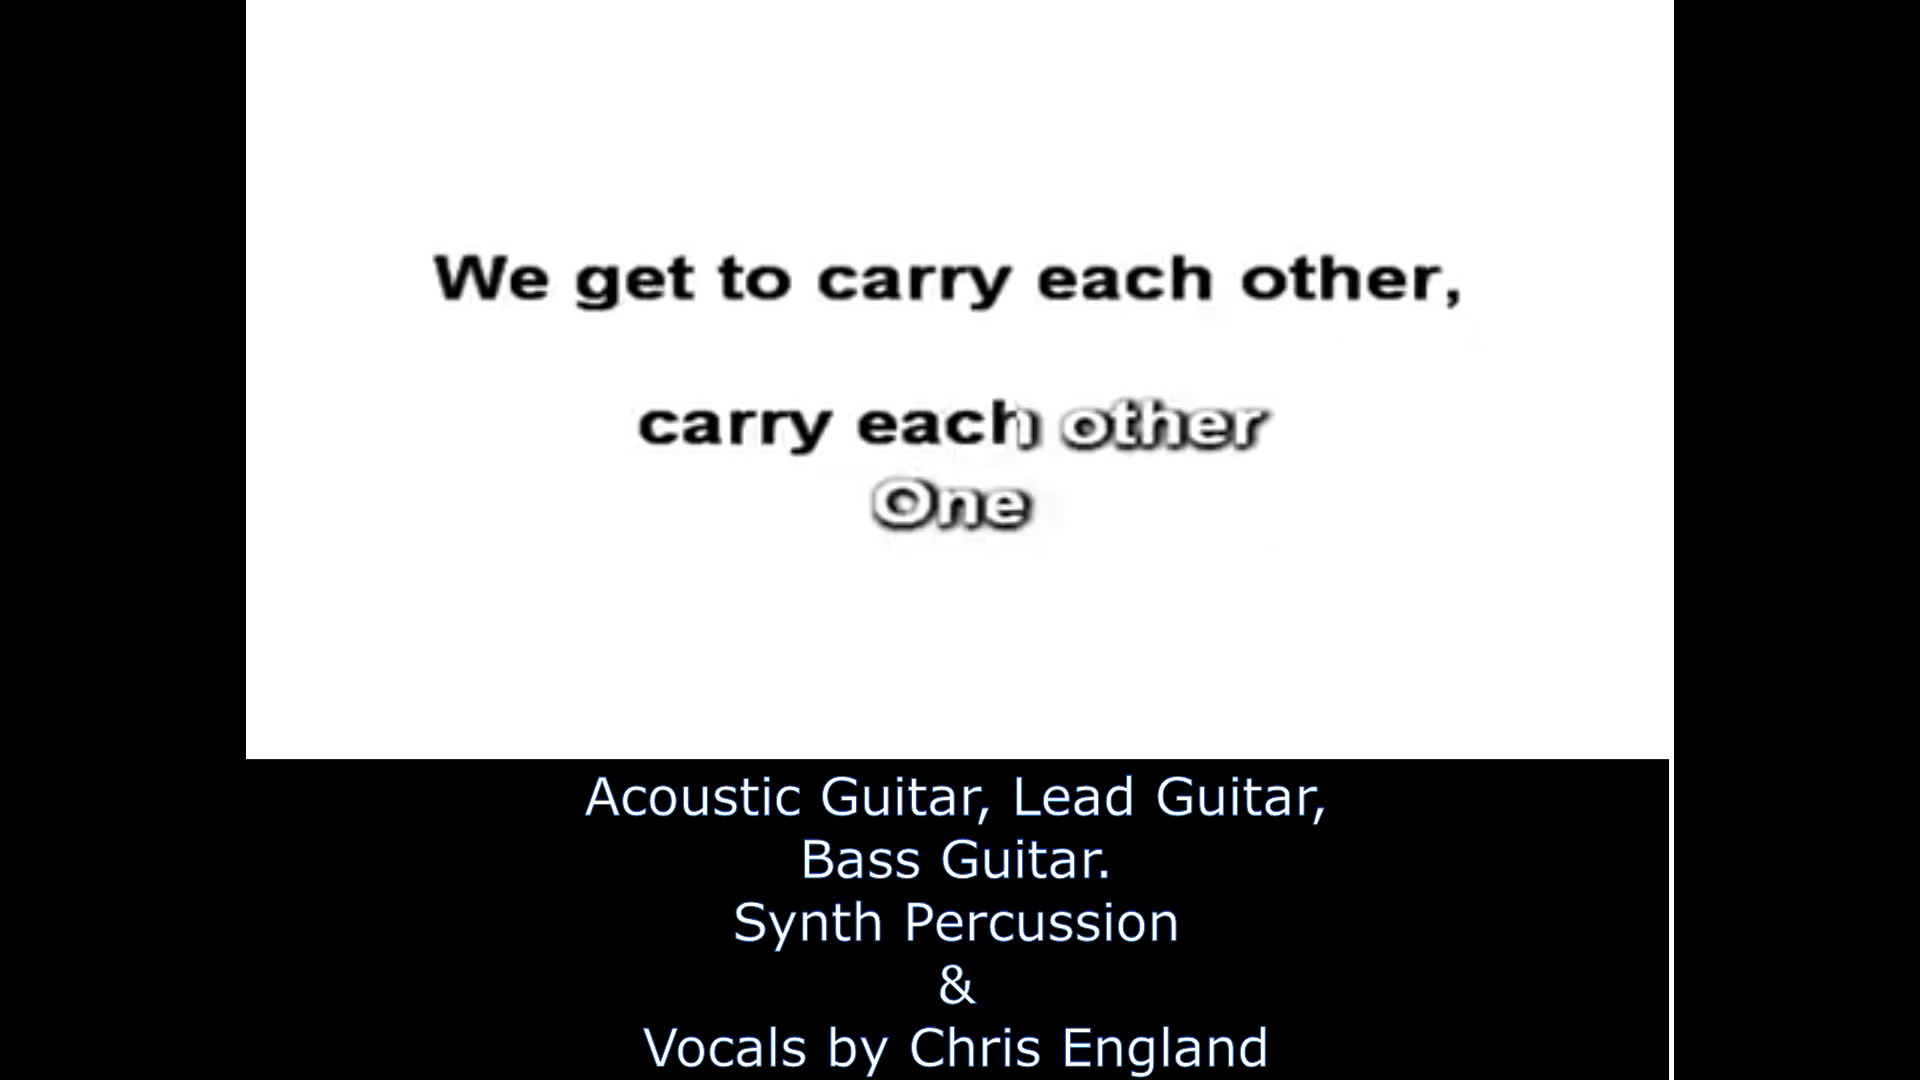 We get to carry each other,
carry each other
One
Acoustic Guitar, Lead Guitar,
Bass Guitar.
Synth Percussion
&
Vocals by Chris England